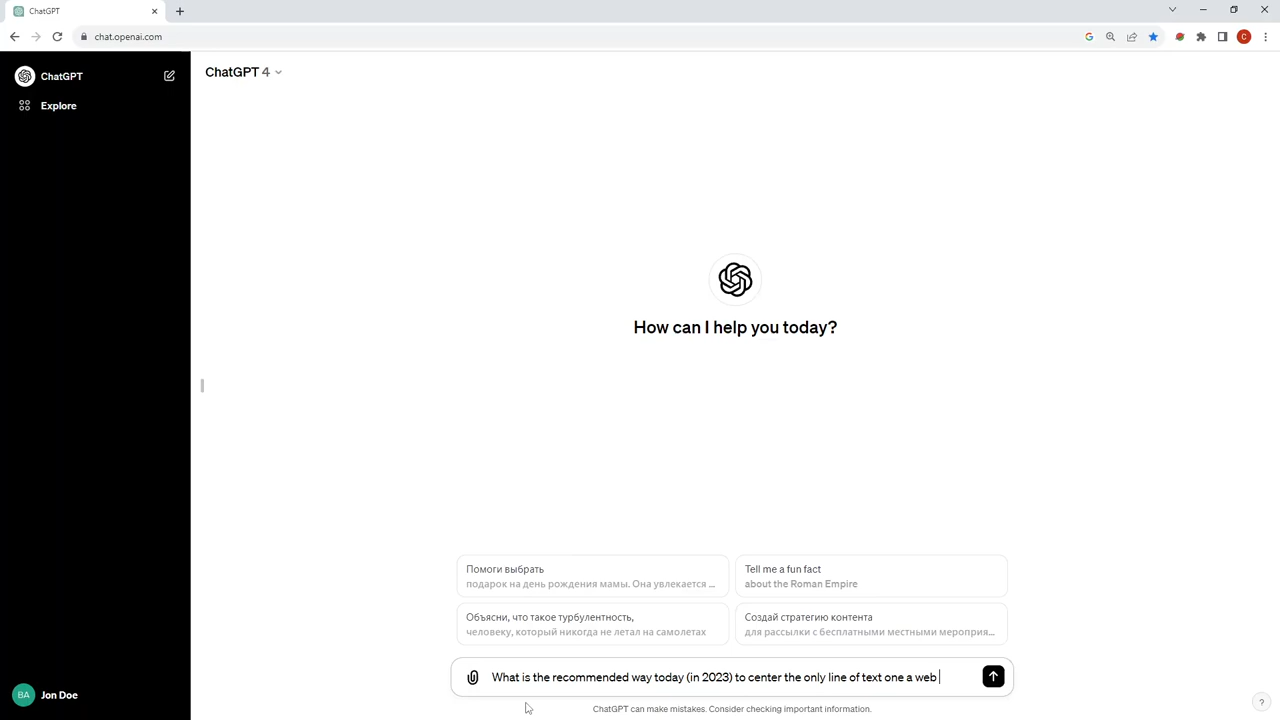 ChatGPT
chat.openai.com
C
ChatGPT
Explore
ChatGPT 4
How can I help you today?
Помоги выбрать
подарок на день рождения мамы. Она увлекается ...
Tell me a fun fact
about the Roman Empire
Объясни, что такое турбулентность,
человеку, который никогда не летал на самолетах
Создай стратегию контента
для рассылки с бесплатными местными мероприя...
What is the recommended way today (in 2023) to center the only line of text one a web
BA
Jon Doe
ChatGPT can make mistakes. Consider checking important information.
?